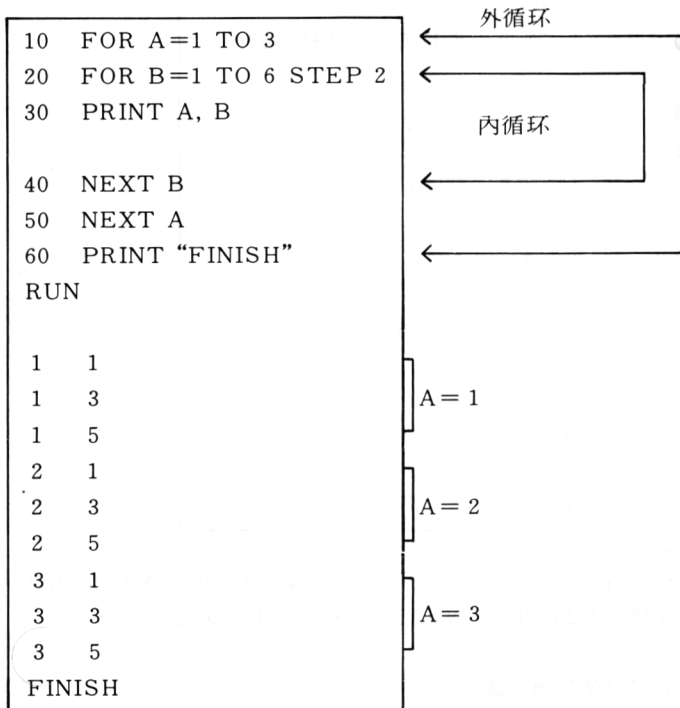 外循环
10 FOR A=1 TO 3
20 FOR B=1 TO 6 STEP 2
30 PRINT A, B
內循环
40 NEXT B
50 NEXT A
60 PRINT “FINISH”
RUN
1 1
1 3 A=1
1 5
2 1
2 3 A=2
2 5
3 1
3 3 A=3
3 5
FINISH